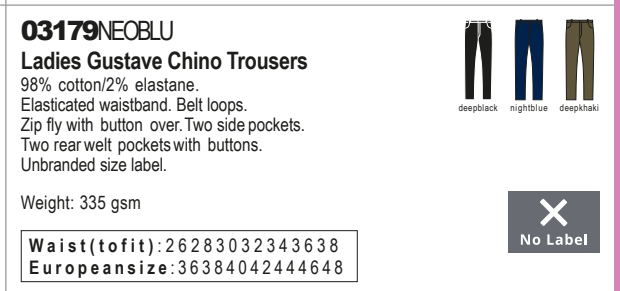 03179NEOBLU
Ladies Gustave Chino Trousers
98% cotton/2% elastane.
Elasticated waistband. Belt loops.
Zip fly with button over. Two side pockets.
Two rear welt pockets with buttons.
Unbranded size label.
Weight: 335 gsm
Waist(tofit):26283032343638
Europeansize:36384042444648
deepblack nightblue deepkhaki
No Label